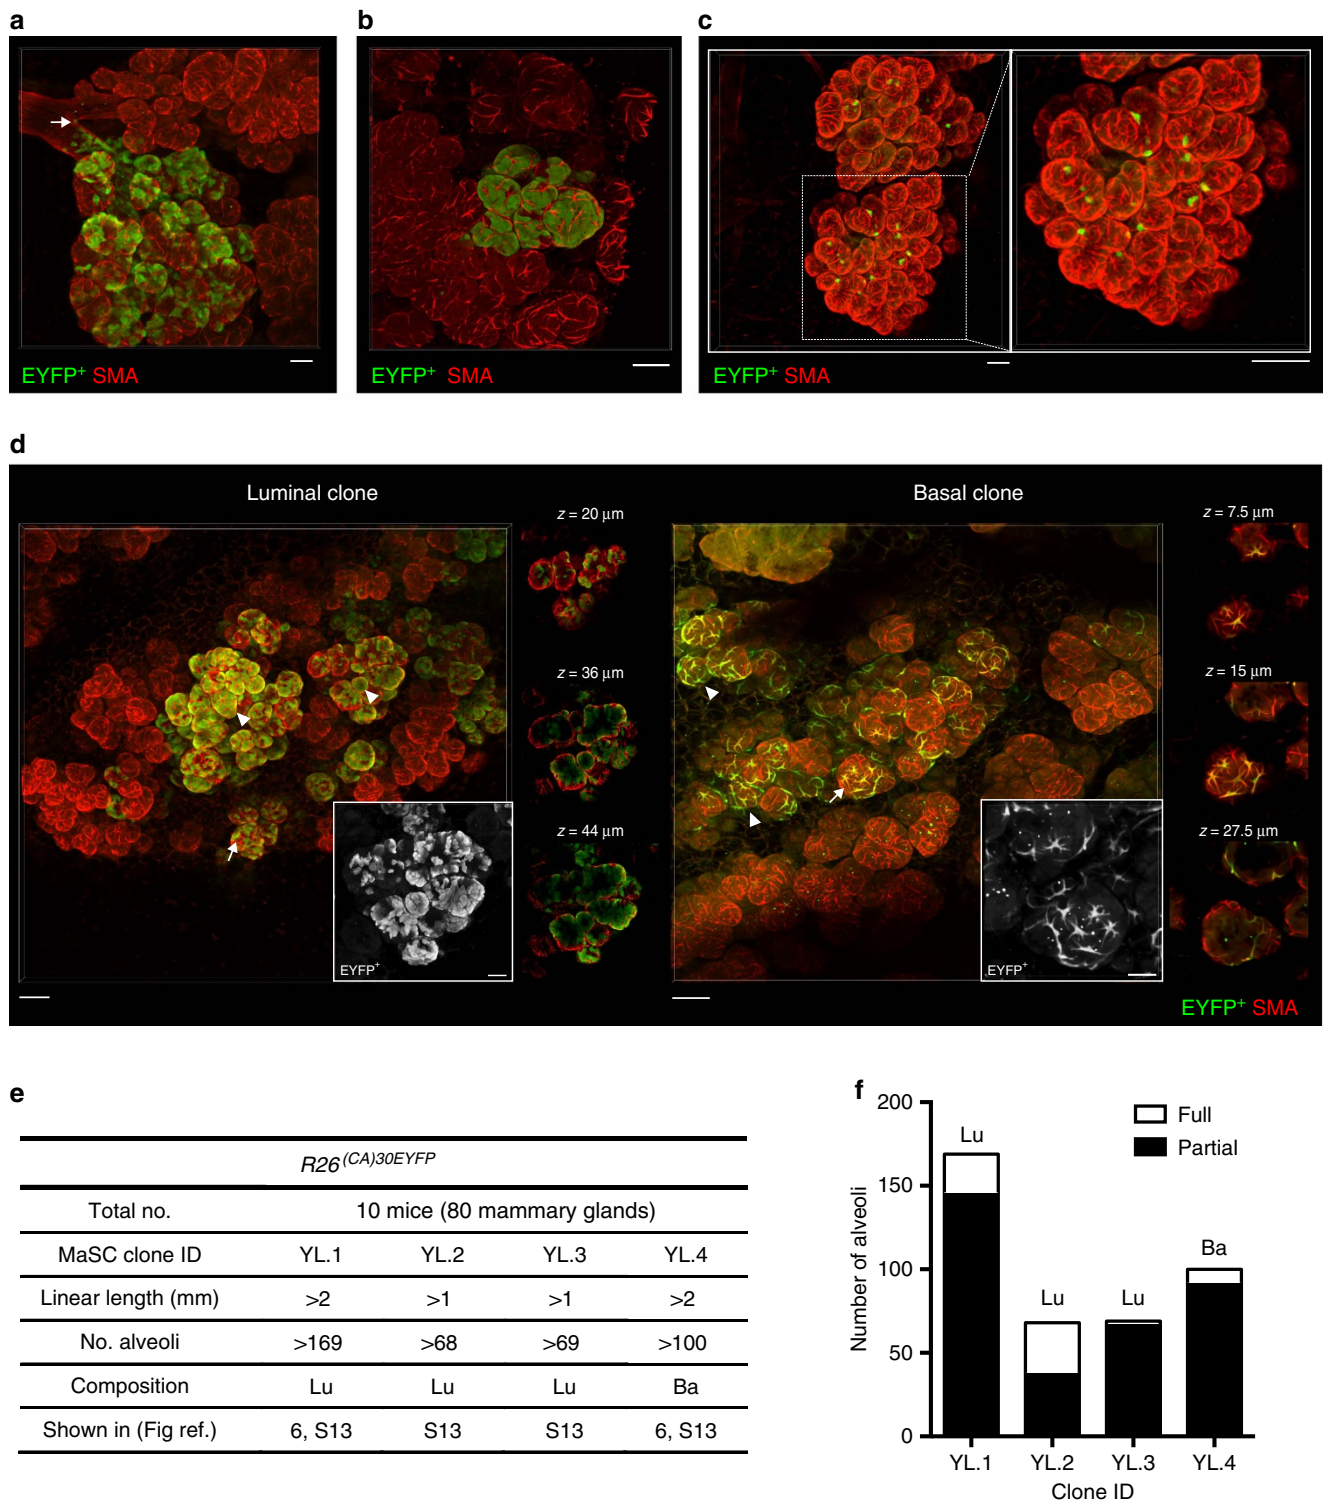 a
b
c
EYFP+ SMA
EYFP+ SMA
EYFP+ SMA
d
Luminal clone
Basal clone
z = 20 µm
z = 36 µm
z = 44 µm
EYFP+
z = 7.5 µm
z = 15 µm
z = 27.5 µm
EYFP+
EYFP+ SMA
e
R26(CA)30EYFP
Total no. 10 mice (80 mammary glands)
MaSC clone ID YL.1 YL.2 YL.3 YL.4
Linear length (mm) >2 >1 >1 >2
No. alveoli >169 >68 >69 >100
Composition Lu Lu Lu Ba
Shown in (Fig ref.) 6, S13 S13 S13 6, S13
f
Number of alveoli
200
150
100
50
0
Full
Partial
Lu
Lu
Lu
Ba
YL.1 YL.2 YL.3 YL.4
Clone ID